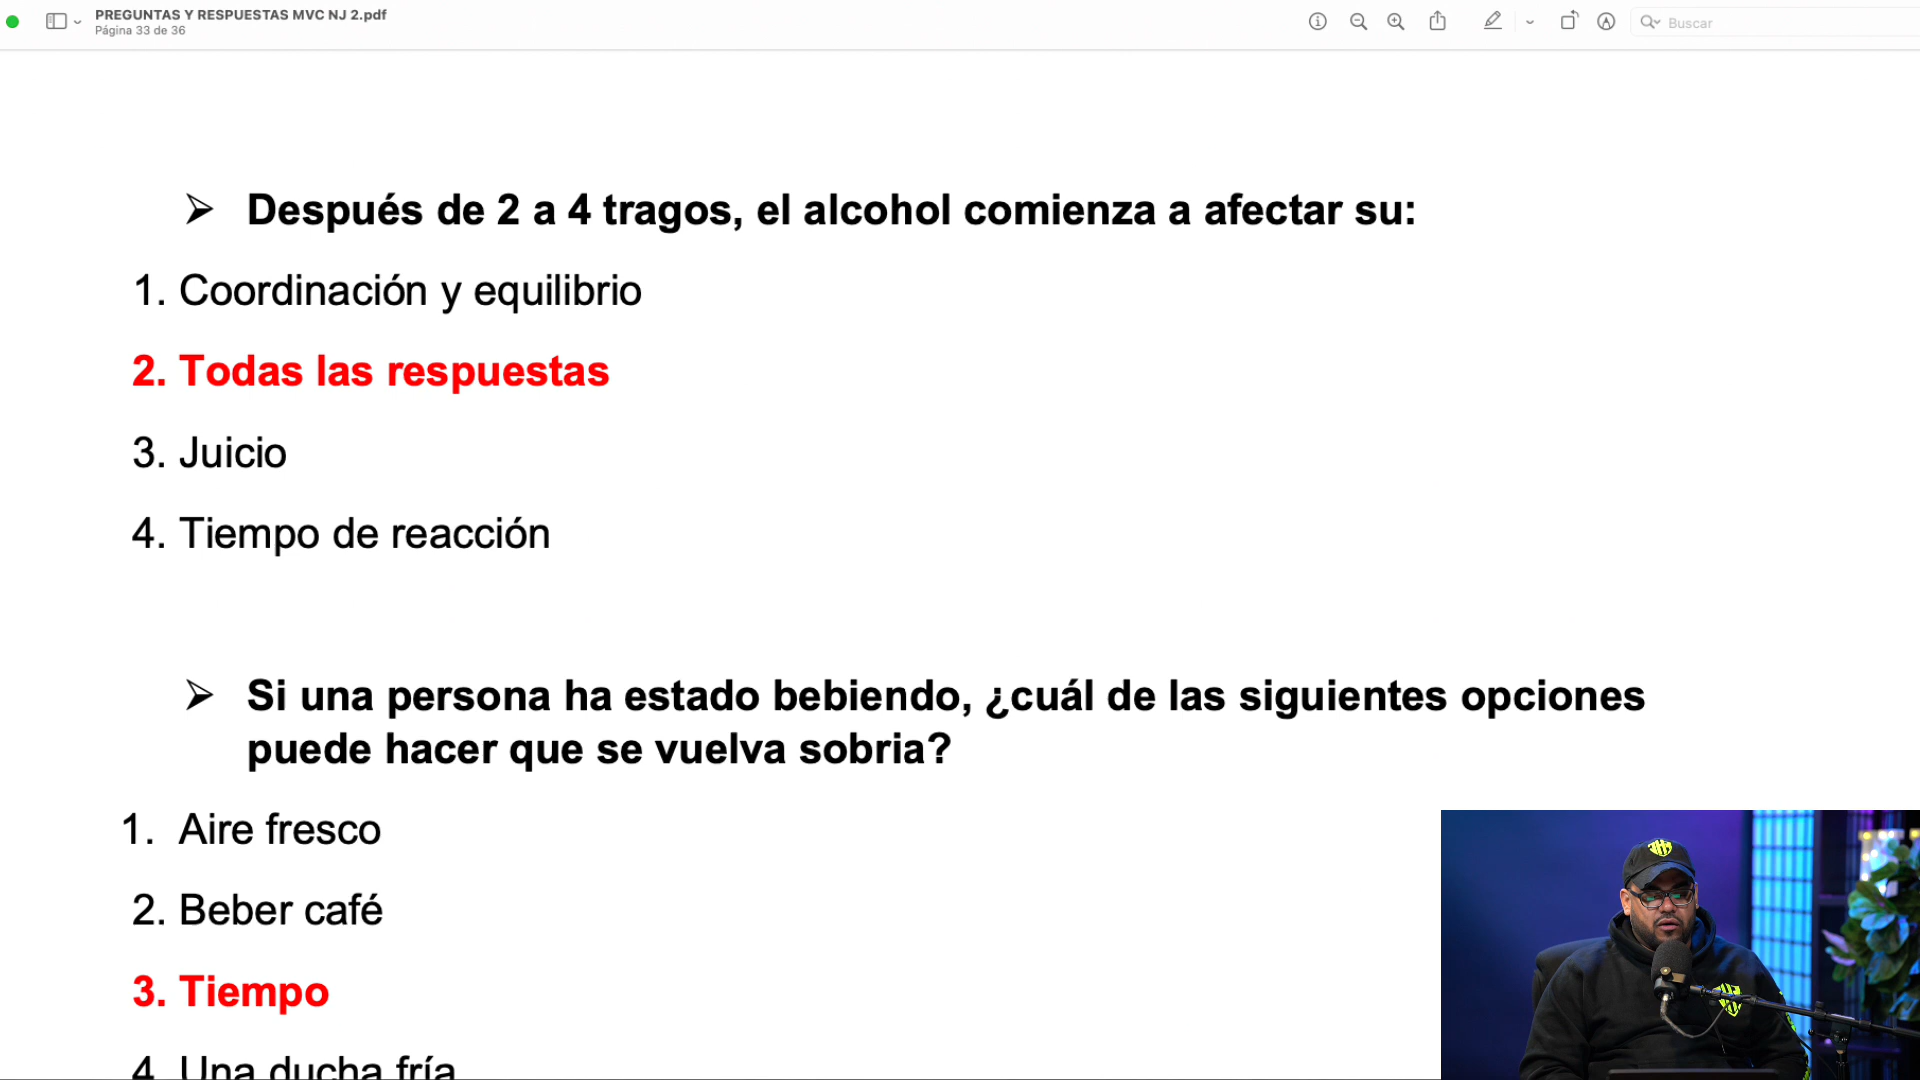 PREGUNTAS Y RESPUESTAS MVC NJ 2.pdf
Página 33 de 36
Buscar
➢ Después de 2 a 4 tragos, el alcohol comienza a afectar su:
1. Coordinación y equilibrio
2. Todas las respuestas
3. Juicio
4. Tiempo de reacción
➢ Si una persona ha estado bebiendo, ¿cuál de las siguientes opciones
puede hacer que se vuelva sobria?
1. Aire fresco
2. Beber café
3. Tiempo
4. Una ducha fría